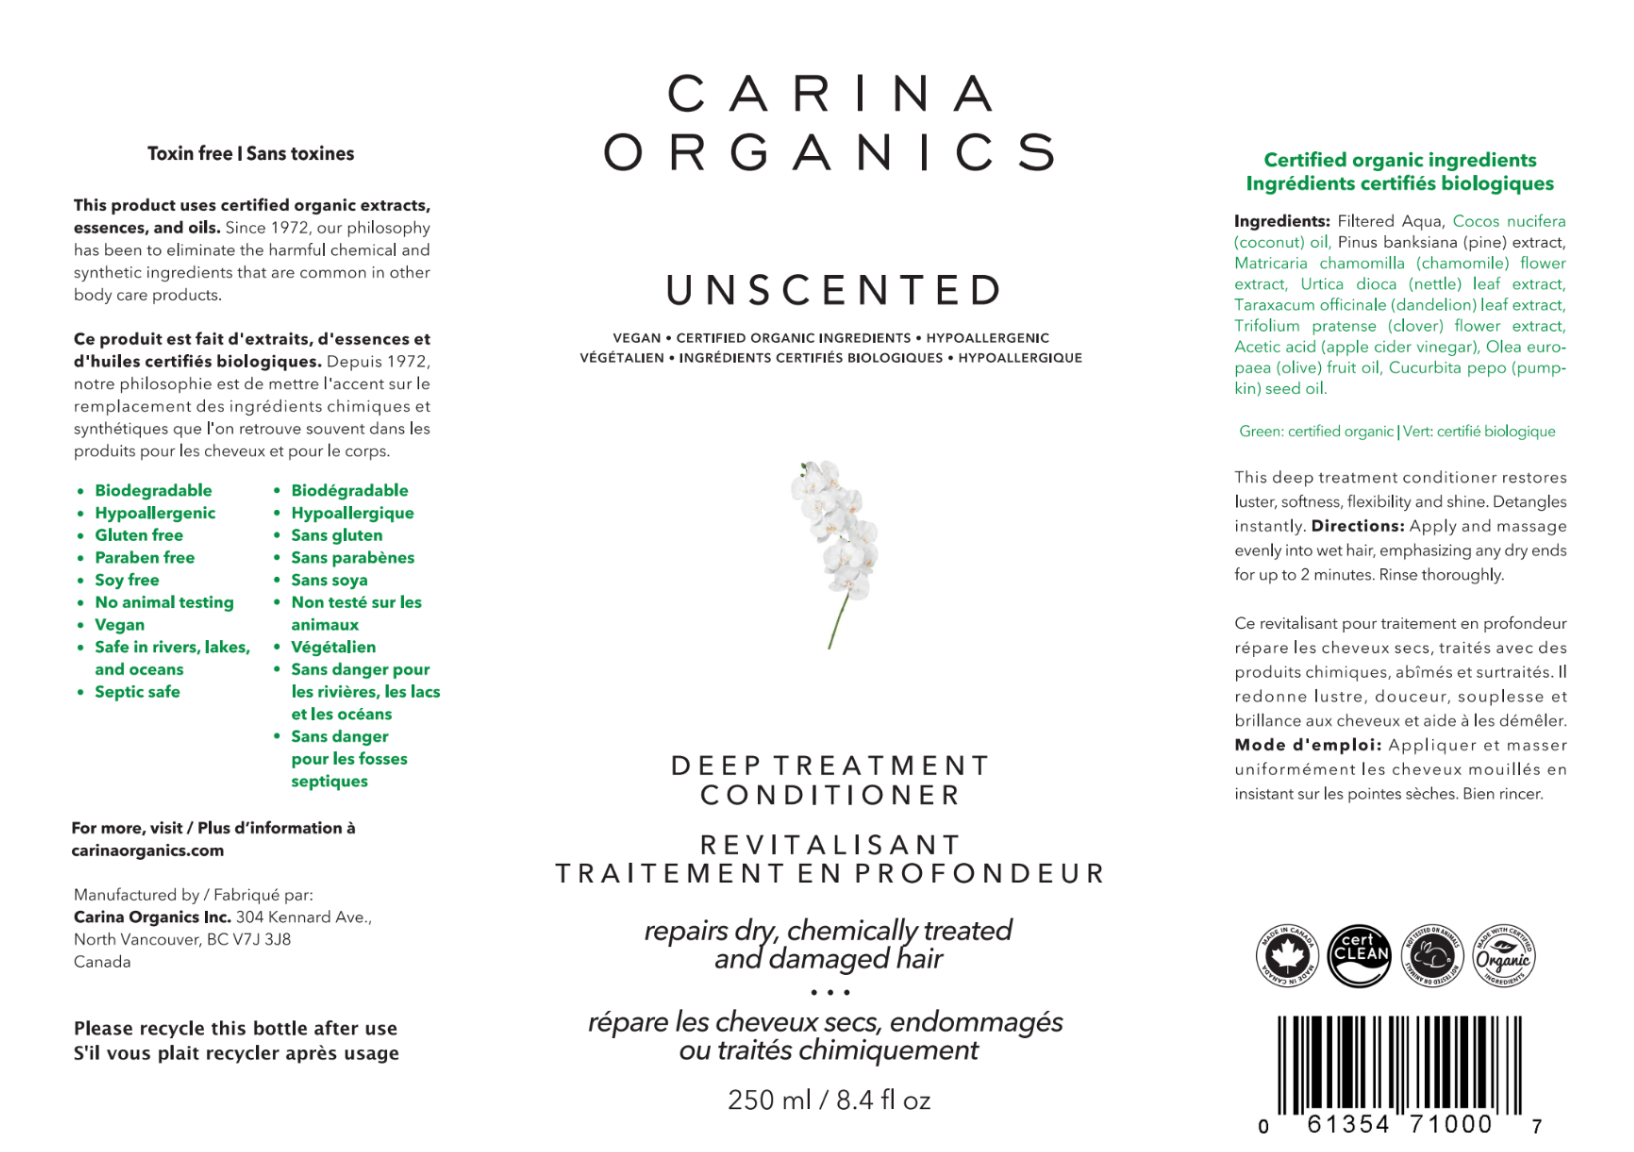 Toxin free | Sans toxines
This product uses certified organic extracts,
essences, and oils. Since 1972, our philosophy
has been to eliminate the harmful chemical and
synthetic ingredients that are common in other
body care products.
Ce produit est fait d'extraits, d'essences et
d'huiles certifiés biologiques. Depuis 1972,
notre philosophie est de mettre l'accent sur le
remplacement des ingrédients chimiques et
synthétiques que l'on retrouve souvent dans les
produits pour les cheveux et pour le corps.
• Biodegradable
• Hypoallergenic
• Gluten free
• Paraben free
• Soy free
• No animal testing
• Vegan
• Safe in rivers, lakes,
and oceans
• Septic safe
• Biodégradable
• Hypoallergique
• Sans gluten
• Sans parabènes
• Sans soya
• Non testé sur les
animaux
• Végétalien
• Sans danger pour
les rivières, les lacs
et les océans
• Sans danger
pour les fosses
septiques
For more, visit / Plus d’information à
carinaorganics.com
Manufactured by / Fabriqué par:
Carina Organics Inc. 304 Kennard Ave.,
North Vancouver, BC V7J 3J8
Canada
Please recycle this bottle after use
S'il vous plait recycler après usage
CARINA
ORGANICS
UNSCENTED
VEGAN • CERTIFIED ORGANIC INGREDIENTS • HYPOALLERGENIC
VÉGÉTALIEN • INGRÉDIENTS CERTIFIÉS BIOLOGIQUES • HYPOALLERGIQUE
DEEP TREATMENT
CONDITIONER
REVITALISANT
TRAITEMENT EN PROFONDEUR
repairs dry, chemically treated
and damaged hair
• • •
répare les cheveux secs, endommagés
ou traités chimiquement
250 ml / 8.4 fl oz
Certified organic ingredients
Ingrédients certifiés biologiques
Ingredients: Filtered Aqua, Cocos nucifera
(coconut) oil, Pinus banksiana (pine) extract,
Matricaria chamomilla (chamomile) flower
extract, Urtica dioca (nettle) leaf extract,
Taraxacum officinale (dandelion) leaf extract,
Trifolium pratense (clover) flower extract,
Acetic acid (apple cider vinegar), Olea euro-
paea (olive) fruit oil, Cucurbita pepo (pump-
kin) seed oil.
Green: certified organic | Vert: certifié biologique
This deep treatment conditioner restores
luster, softness, flexibility and shine. Detangles
instantly. Directions: Apply and massage
evenly into wet hair, emphasizing any dry ends
for up to 2 minutes. Rinse thoroughly.
Ce revitalisant pour traitement en profondeur
répare les cheveux secs, traités avec des
produits chimiques, abîmés et surtraités. Il
redonne lustre, douceur, souplesse et
brillance aux cheveux et aide à les démêler.
Mode d'emploi: Appliquer et masser
uniformément les cheveux mouillés en
insistant sur les pointes sèches. Bien rincer.
MADE IN CANADA
MADE IN CANADA
cert
CLEAN
NOT TESTED ON ANIMALS
NOT TESTED ON ANIMALS
MADE WITH CERTIFIED
Organic
INGREDIENTS
0 61354 71000 7